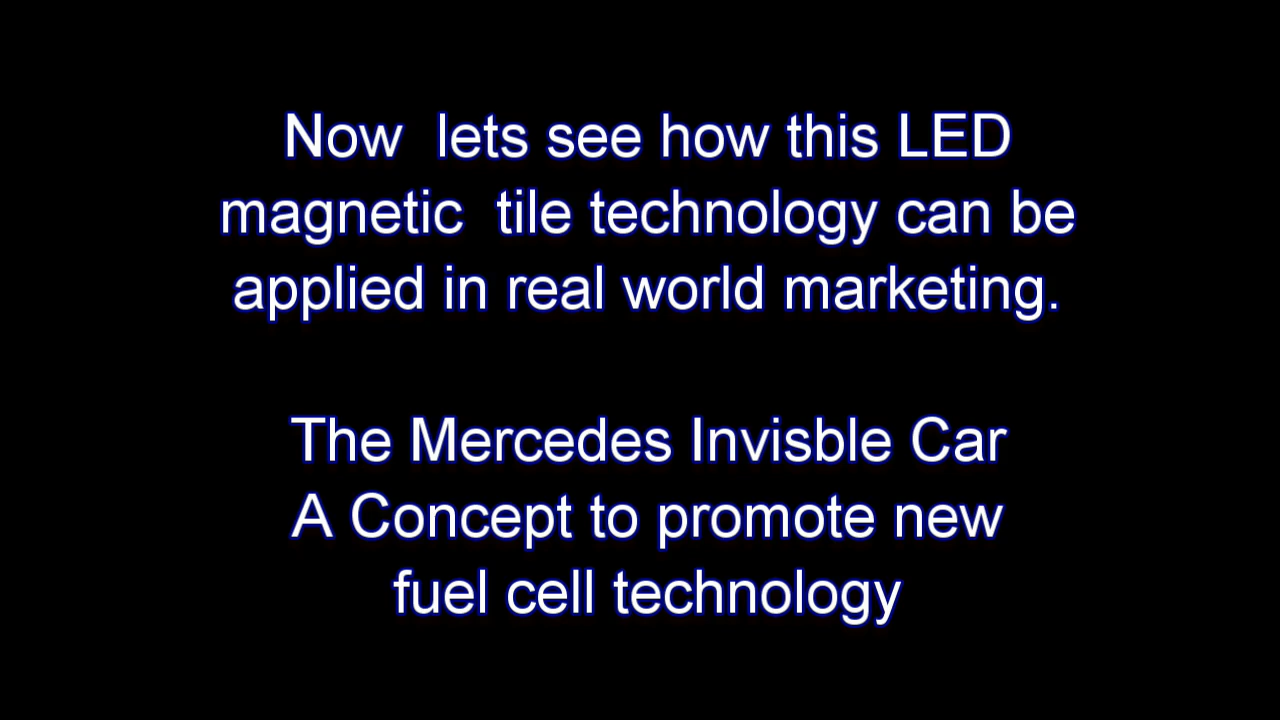 Now  lets see how this LED
magnetic  tile technology can be
applied in real world marketing.
The Mercedes Invisble Car
A Concept to promote new
fuel cell technology